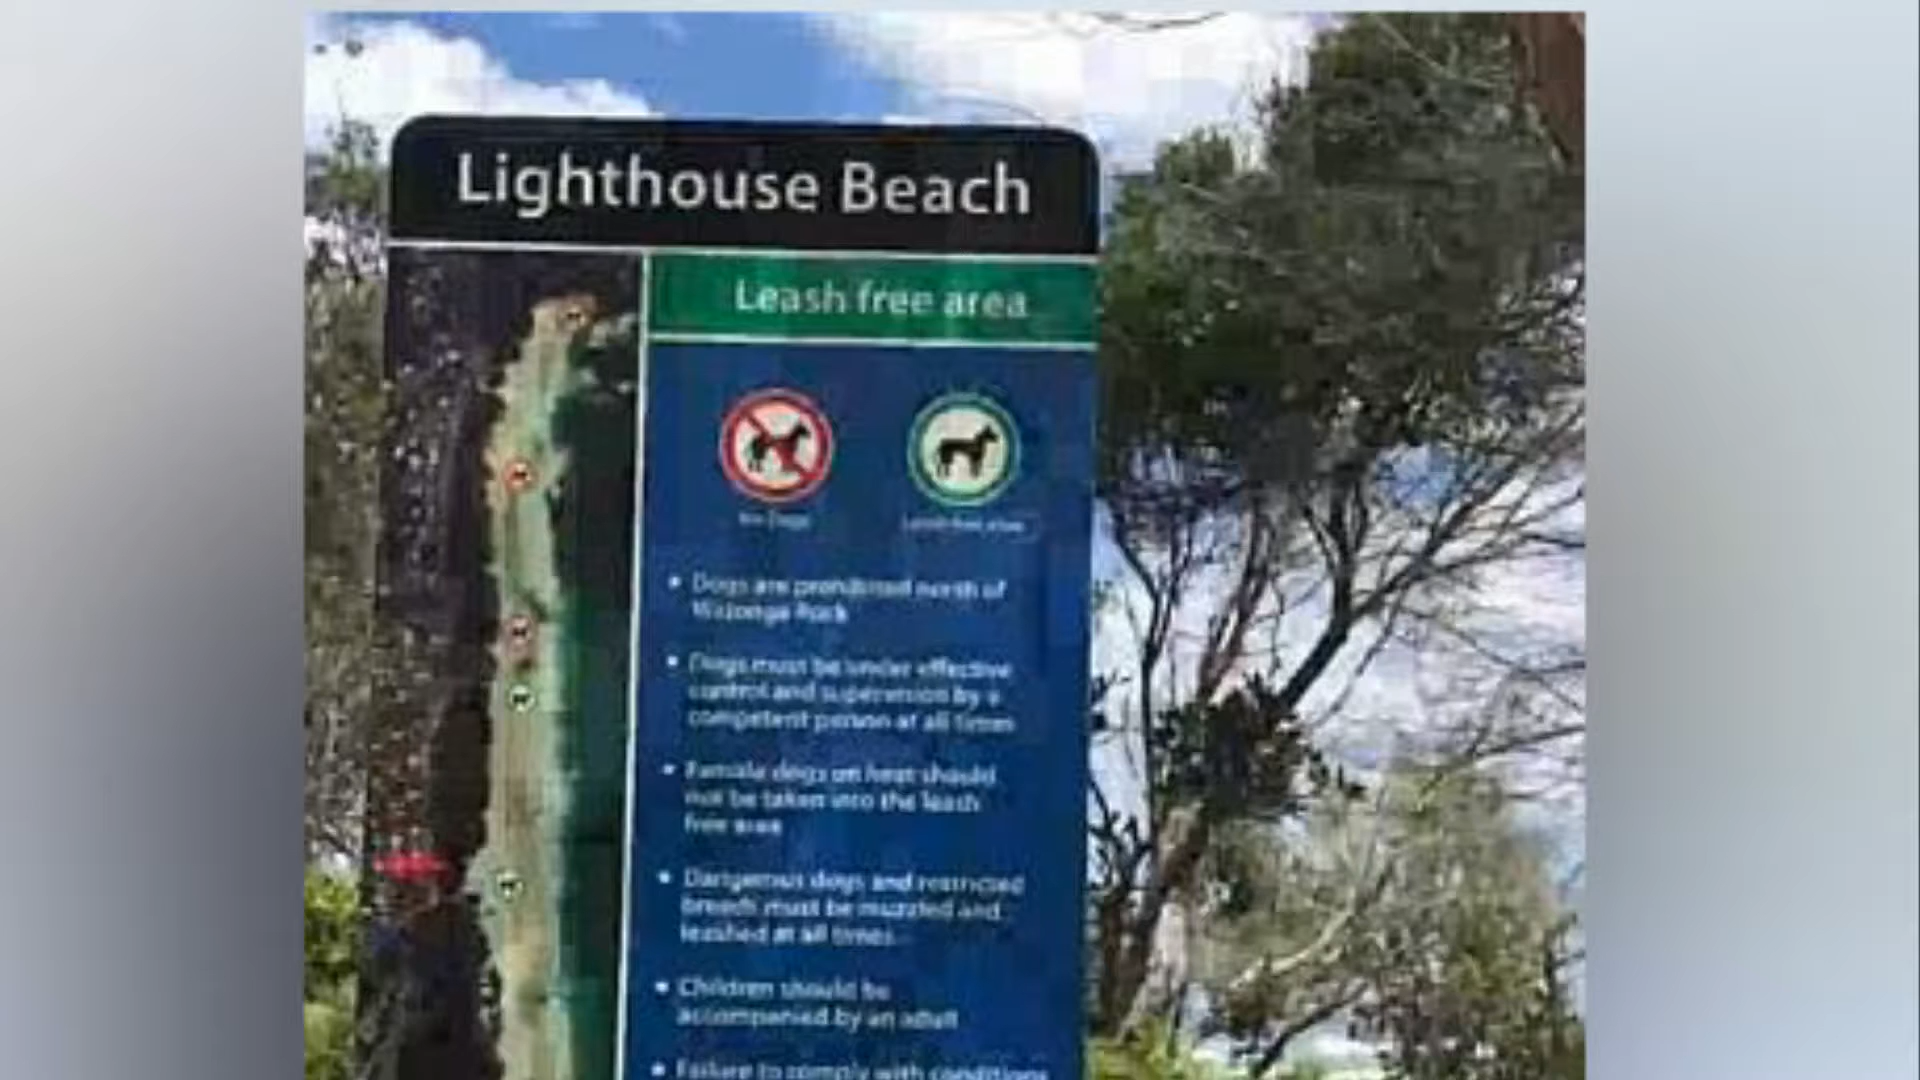 Lighthouse Beach
Leash free area
No Dogs
Leash free area
• Dogs are prohibited north of
Rock
• Dogs must be under effective
control and supervision by a
competent person at all times
• Female dogs on heat should
not be taken into the leash
free area
• Dangerous dogs and restricted
breeds must be muzzled and
leashed at all times
• Children should be
accompanied by an adult
• Failure to comply with conditions